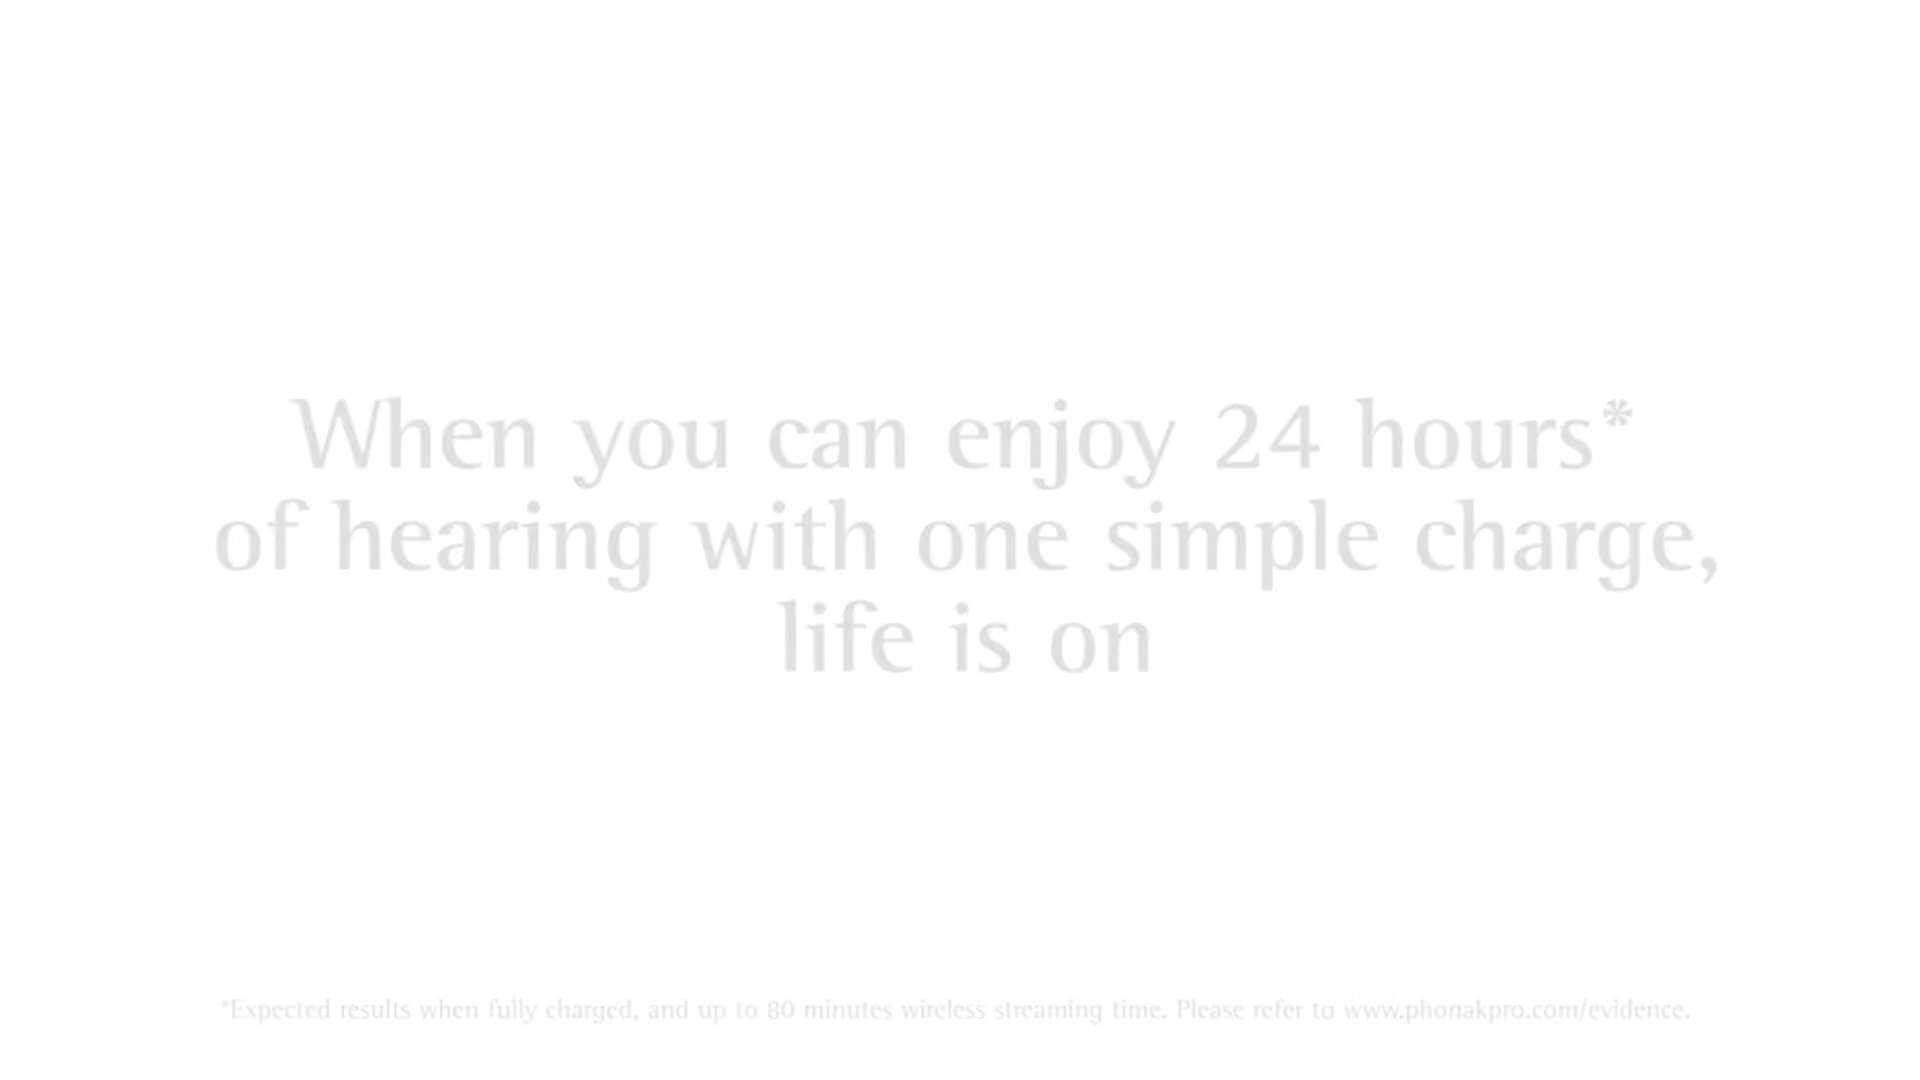 When you can enjoy 24 hours*
of hearing with one simple charge,
life is on
*Expected results when fully charged, and up to 80 minutes wireless streaming time. Please refer to www.phonakpro.com/evidence.